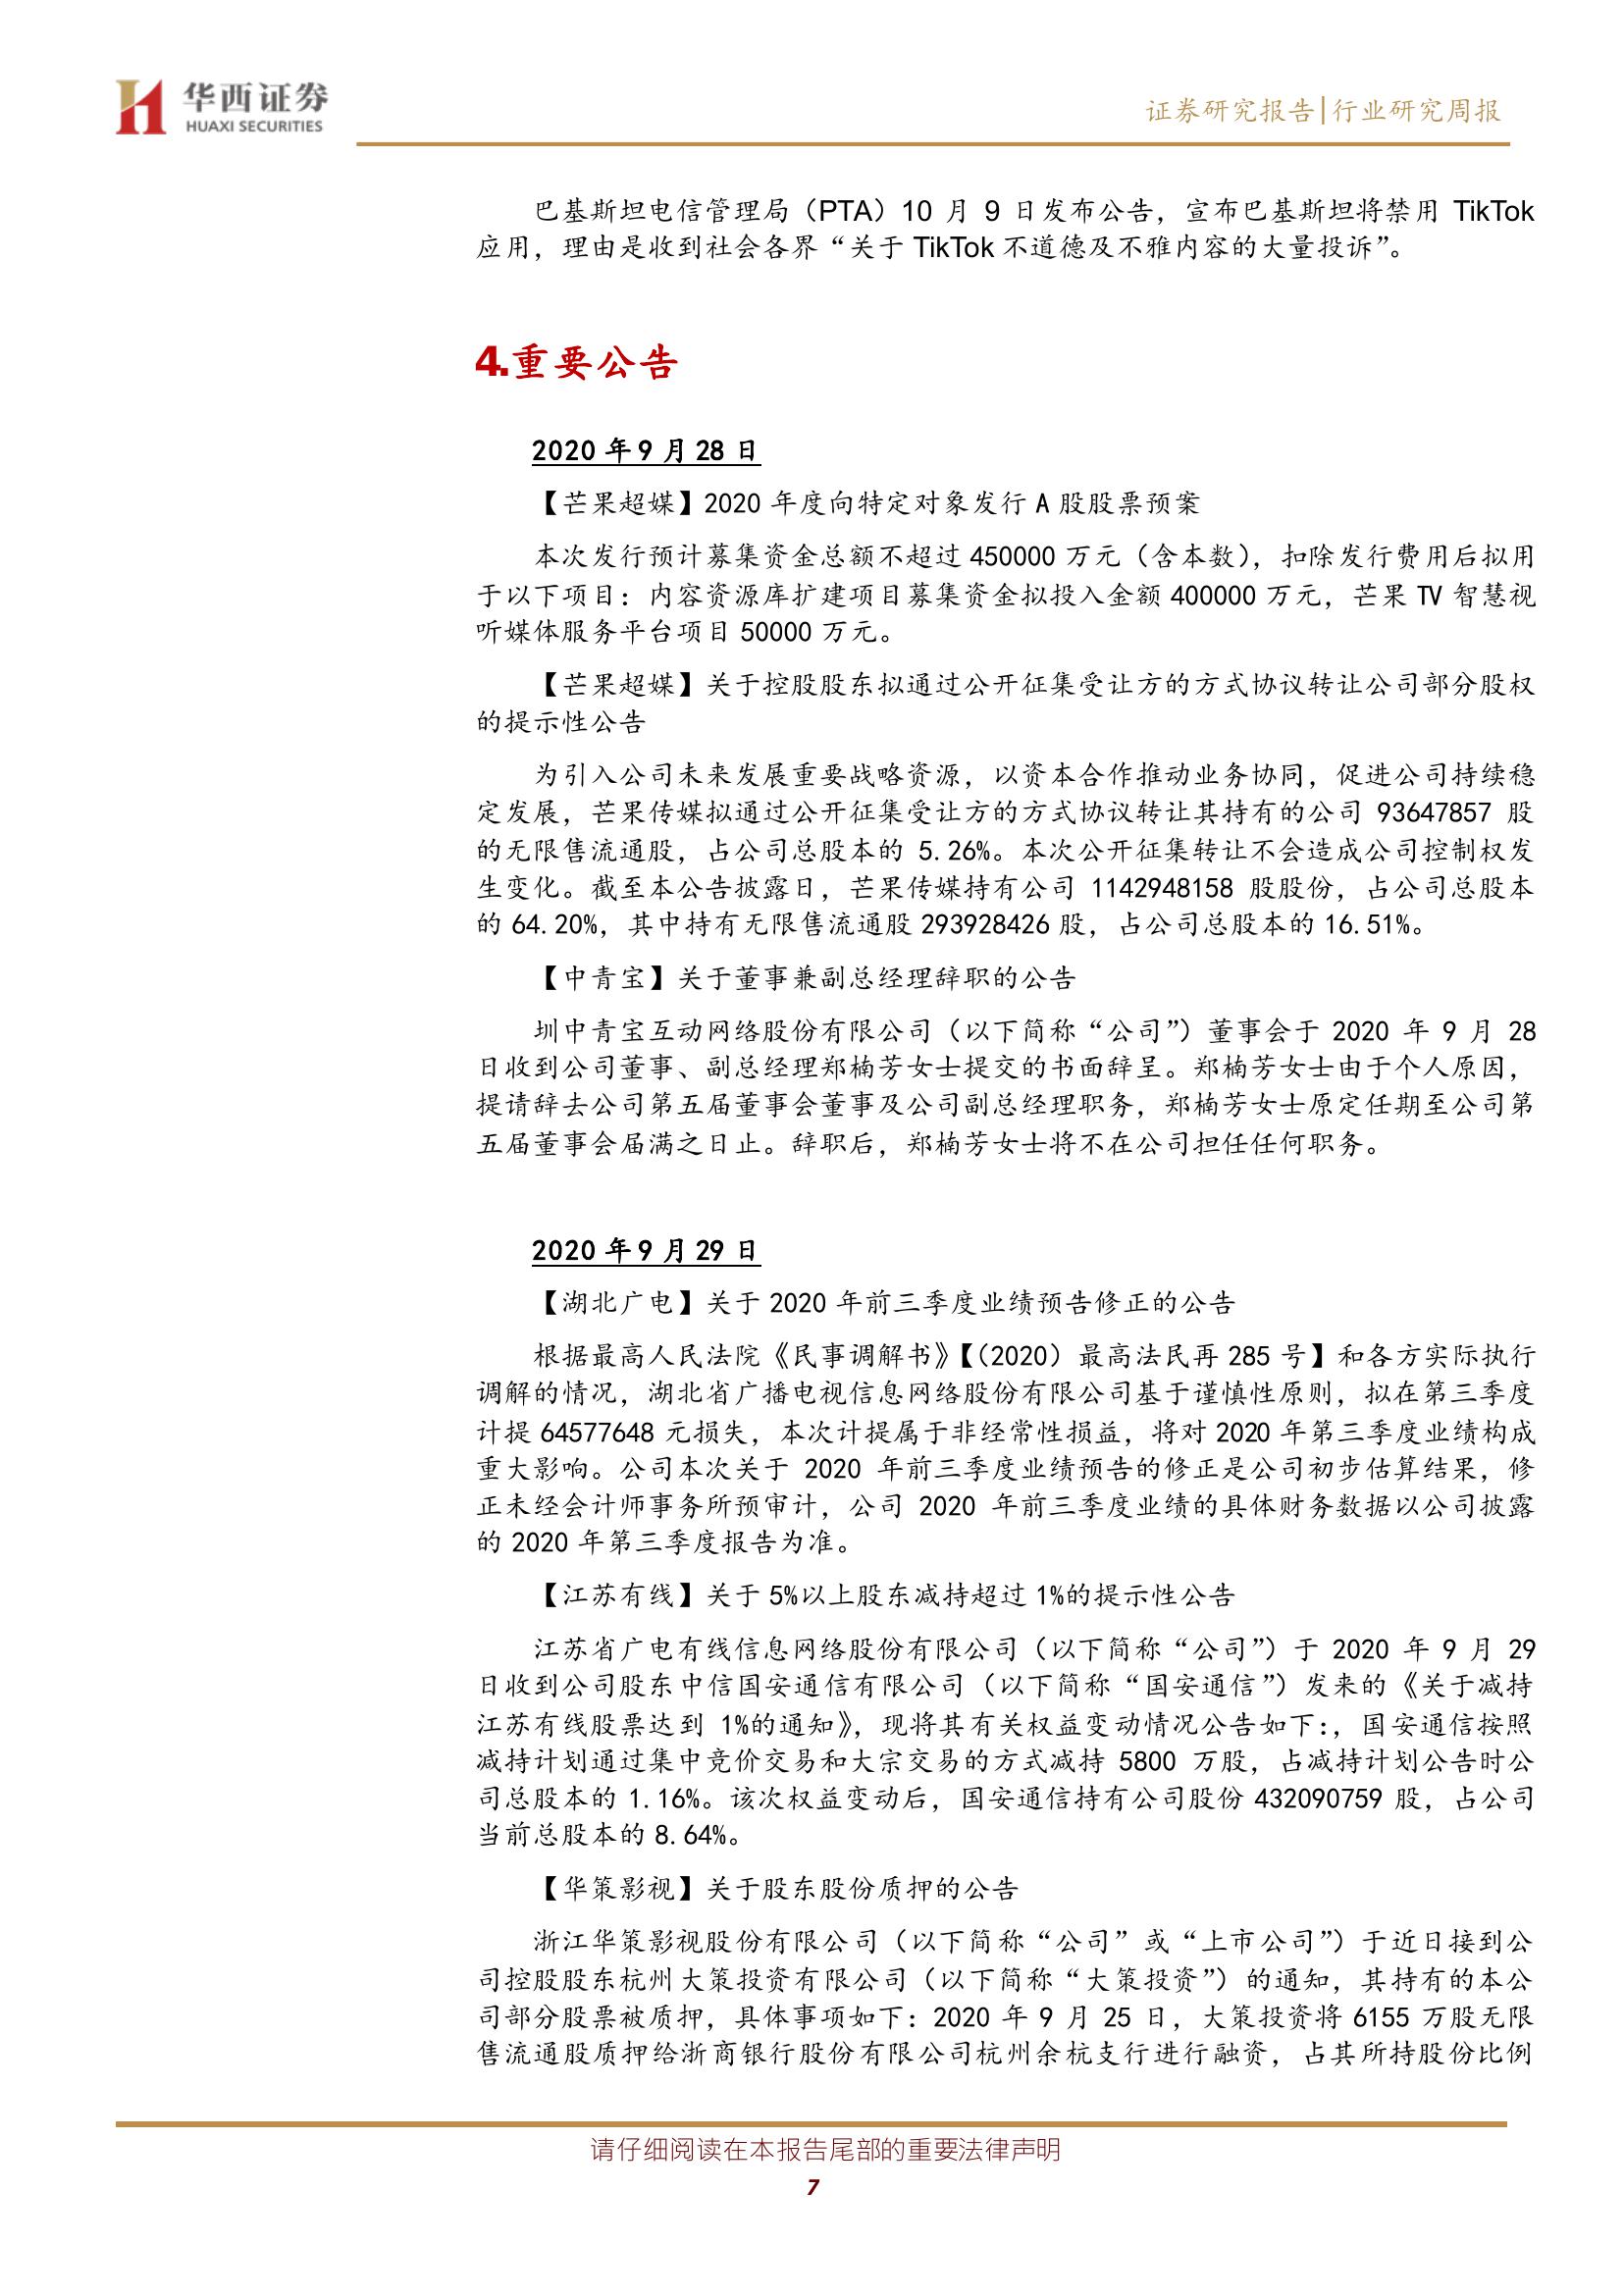 华西证券
HUAXI SECURITIES
证券研究报告|行业研究周报
巴基斯坦电信管理局（PTA）10 月 9 日发布公告，宣布巴基斯坦将禁用 TikTok
应用，理由是收到社会各界“关于 TikTok 不道德及不雅内容的大量投诉”。
4.重要公告
2020 年 9 月 28 日
【芒果超媒】2020 年度向特定对象发行 A 股股票预案
本次发行预计募集资金总额不超过 450000 万元（含本数），扣除发行费用后拟用
于以下项目：内容资源库扩建项目募集资金拟投入金额 400000 万元，芒果 TV 智慧视
听媒体服务平台项目 50000 万元。
【芒果超媒】关于控股股东拟通过公开征集受让方的方式协议转让公司部分股权
的提示性公告
为引入公司未来发展重要战略资源，以资本合作推动业务协同，促进公司持续稳
定发展，芒果传媒拟通过公开征集受让方的方式协议转让其持有的公司 93647857 股
的无限售流通股，占公司总股本的 5.26%。本次公开征集转让不会造成公司控制权发
生变化。截至本公告披露日，芒果传媒持有公司 1142948158 股股份，占公司总股本
的 64.20%，其中持有无限售流通股 293928426 股，占公司总股本的 16.51%。
【中青宝】关于董事兼副总经理辞职的公告
圳中青宝互动网络股份有限公司（以下简称“公司”）董事会于 2020 年 9 月 28
日收到公司董事、副总经理郑楠芳女士提交的书面辞呈。郑楠芳女士由于个人原因，
提请辞去公司第五届董事会董事及公司副总经理职务，郑楠芳女士原定任期至公司第
五届董事会届满之日止。辞职后，郑楠芳女士将不在公司担任任何职务。
2020 年 9 月 29 日
【湖北广电】关于 2020 年前三季度业绩预告修正的公告
根据最高人民法院《民事调解书》【（2020）最高法民再 285 号】和各方实际执行
调解的情况，湖北省广播电视信息网络股份有限公司基于谨慎性原则，拟在第三季度
计提 64577648 元损失，本次计提属于非经常性损益，将对 2020 年第三季度业绩构成
重大影响。公司本次关于 2020 年前三季度业绩预告的修正是公司初步估算结果，修
正未经会计师事务所预审计，公司 2020 年前三季度业绩的具体财务数据以公司披露
的 2020 年第三季度报告为准。
【江苏有线】关于 5%以上股东减持超过 1%的提示性公告
江苏省广电有线信息网络股份有限公司（以下简称“公司”）于 2020 年 9 月 29
日收到公司股东中信国安通信有限公司（以下简称“国安通信”）发来的《关于减持
江苏有线股票达到 1%的通知》，现将其有关权益变动情况公告如下：，国安通信按照
减持计划通过集中竞价交易和大宗交易的方式减持 5800 万股，占减持计划公告时公
司总股本的 1.16%。该次权益变动后，国安通信持有公司股份 432090759 股，占公司
当前总股本的 8.64%。
【华策影视】关于股东股份质押的公告
浙江华策影视股份有限公司（以下简称“公司”或“上市公司”）于近日接到公
司控股股东杭州大策投资有限公司（以下简称“大策投资”）的通知，其持有的本公
司部分股票被质押，具体事项如下：2020 年 9 月 25 日，大策投资将 6155 万股无限
售流通股质押给浙商银行股份有限公司杭州余杭支行进行融资，占其所持股份比例
请仔细阅读在本报告尾部的重要法律声明
7